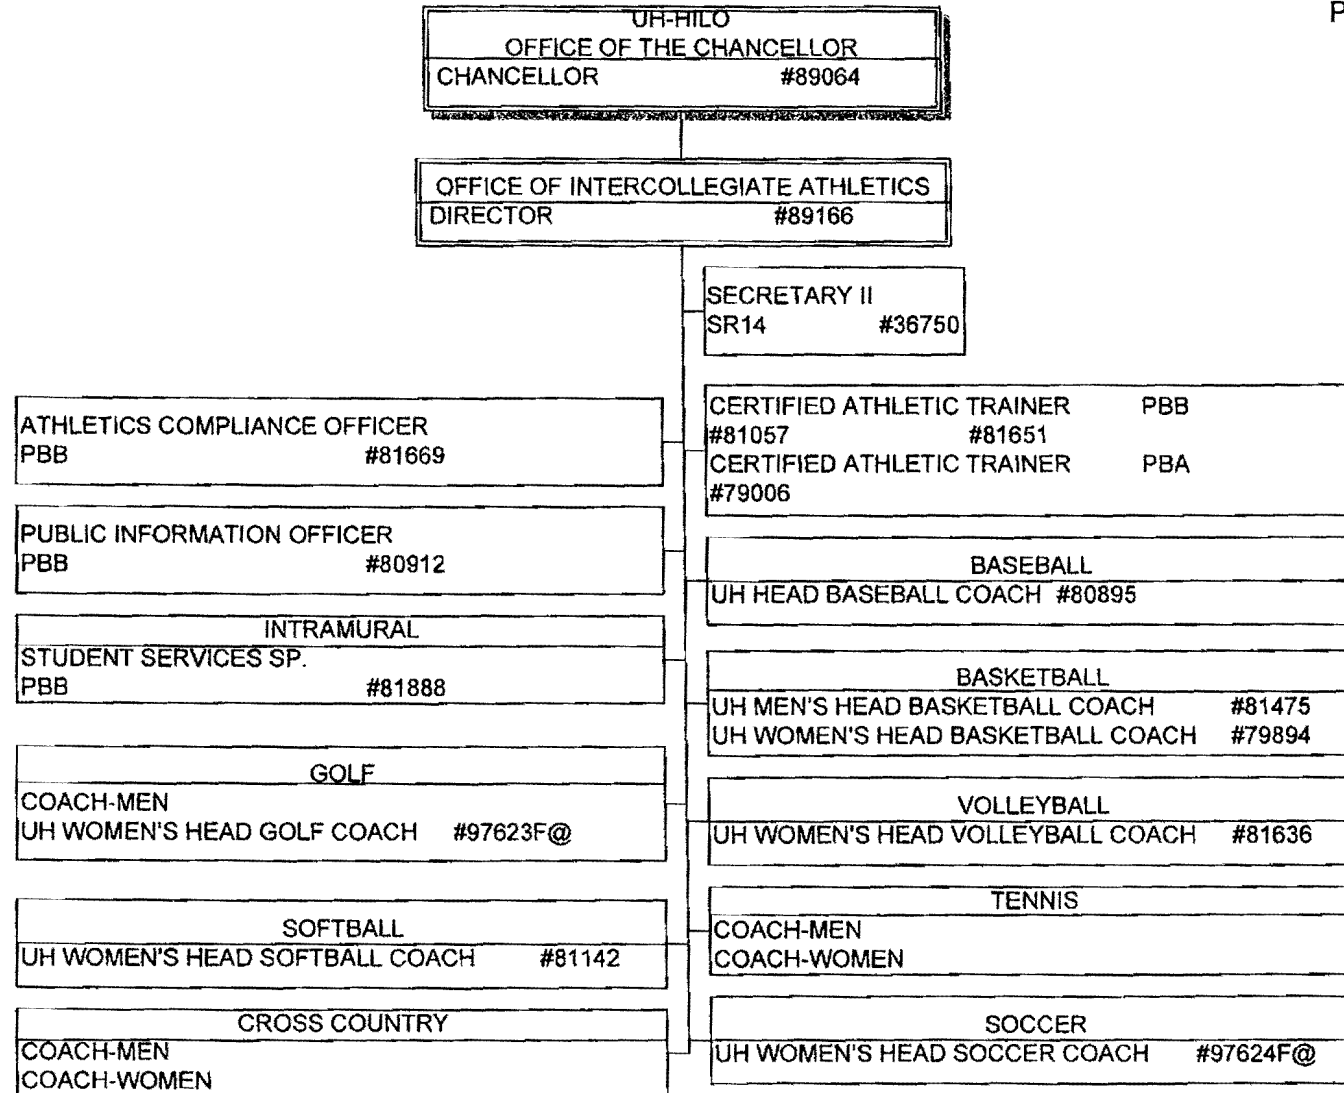 P
UH-HILO
OFFICE OF THE CHANCELLOR
CHANCELLOR #89064
OFFICE OF INTERCOLLEGIATE ATHLETICS
DIRECTOR #89166
SECRETARY II
SR14 #36750
ATHLETICS COMPLIANCE OFFICER
PBB #81669
CERTIFIED ATHLETIC TRAINER PBB
#81057 #81651
CERTIFIED ATHLETIC TRAINER PBA
#79006
PUBLIC INFORMATION OFFICER
PBB #80912
BASEBALL
UH HEAD BASEBALL COACH #80895
INTRAMURAL
STUDENT SERVICES SP.
PBB #81888
BASKETBALL
UH MEN'S HEAD BASKETBALL COACH #81475
UH WOMEN'S HEAD BASKETBALL COACH #79894
GOLF
COACH-MEN
UH WOMEN'S HEAD GOLF COACH #97623F@
VOLLEYBALL
UH WOMEN'S HEAD VOLLEYBALL COACH #81636
SOFTBALL
UH WOMEN'S HEAD SOFTBALL COACH #81142
TENNIS
COACH-MEN
COACH-WOMEN
CROSS COUNTRY
COACH-MEN
COACH-WOMEN
SOCCER
UH WOMEN'S HEAD SOCCER COACH #97624F@